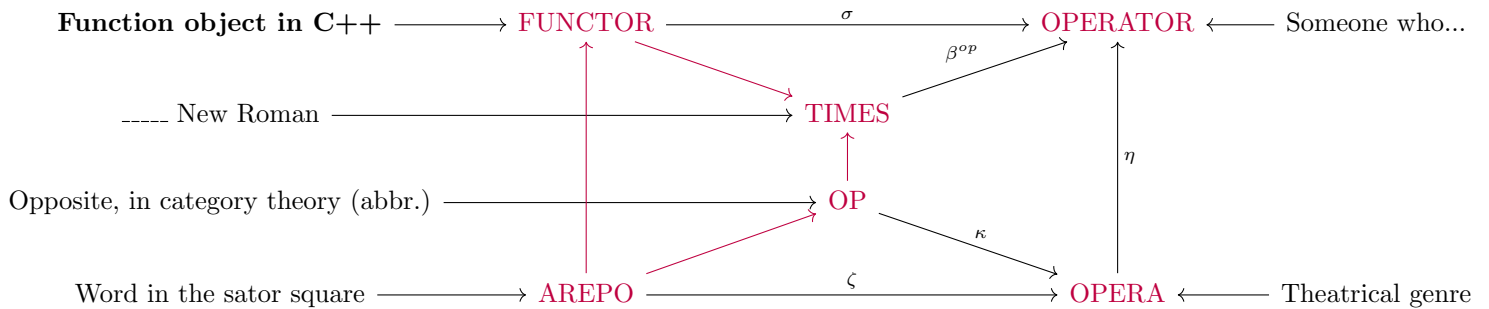 Function object in C++ FUNCTOR σ OPERATOR Someone who...
β^{op}
_____ New Roman TIMES
η
Opposite, in category theory (abbr.) OP
κ
Word in the sator square AREPO ζ OPERA Theatrical genre